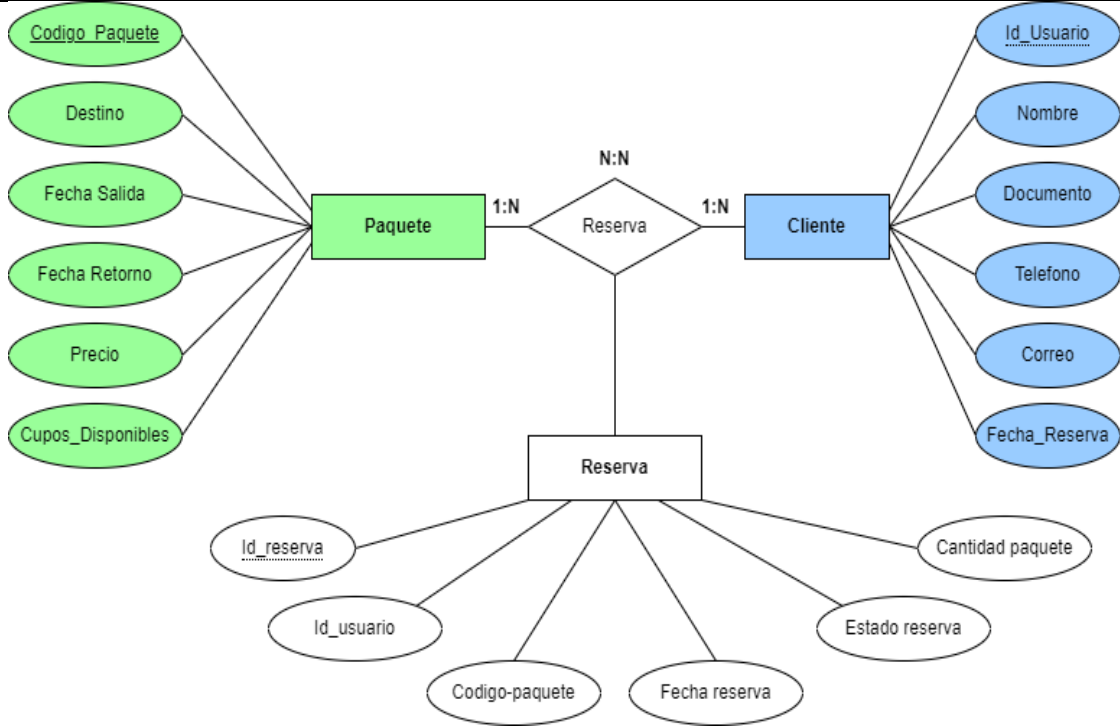 Codigo_Paquete
Id_Usuario
Destino
Nombre
N:N
Fecha Salida
Documento
1:N
1:N
Paquete
Reserva
Cliente
Fecha Retorno
Telefono
Precio
Correo
Cupos_Disponibles
Fecha_Reserva
Reserva
Id_reserva
Cantidad paquete
Id_usuario
Estado reserva
Codigo-paquete
Fecha reserva